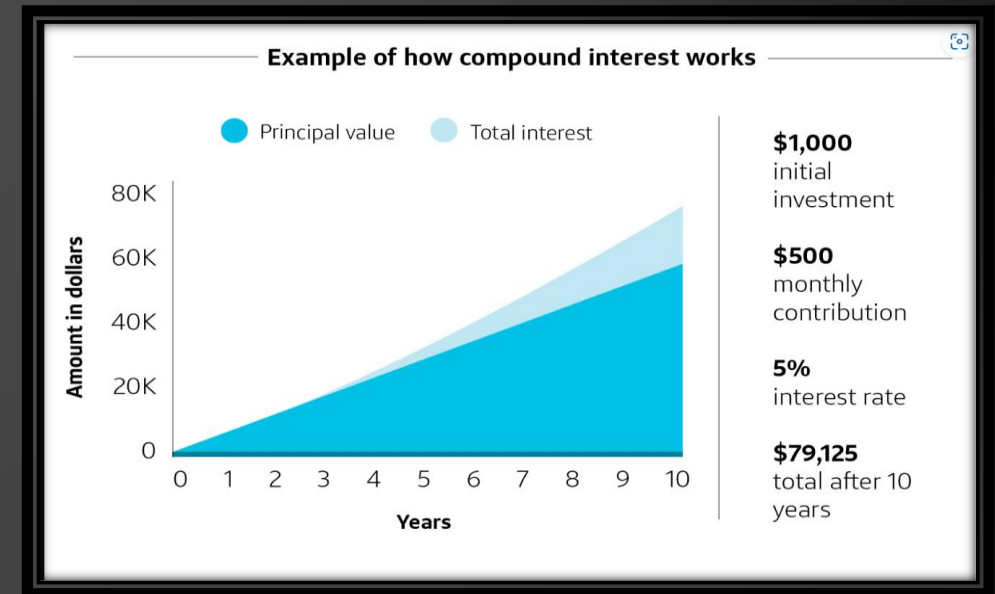 Example of how compound interest works
Principal value
Total interest
80K
60K
40K
20K
0
Amount in dollars
0 1 2 3 4 5 6 7 8 9 10
Years
$1,000
initial
investment
$500
monthly
contribution
5%
interest rate
$79,125
total after 10
years